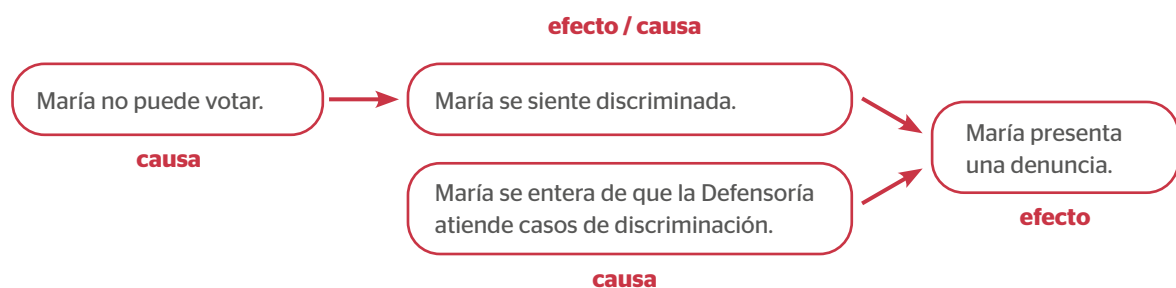 efecto / causa
María no puede votar.
causa
María se siente discriminada.
María se entera de que la Defensoría
atiende casos de discriminación.
causa
María presenta
una denuncia.
efecto